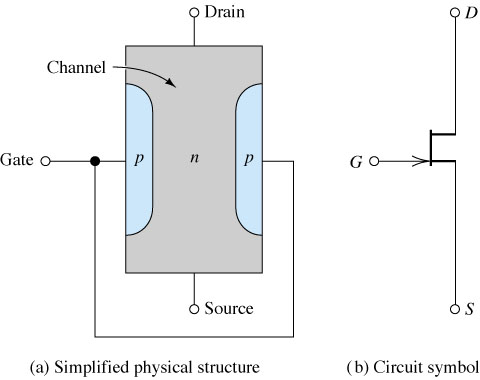 Drain
D
Channel
Gate
p
n
p
G
Source
S
(a) Simplified physical structure
(b) Circuit symbol